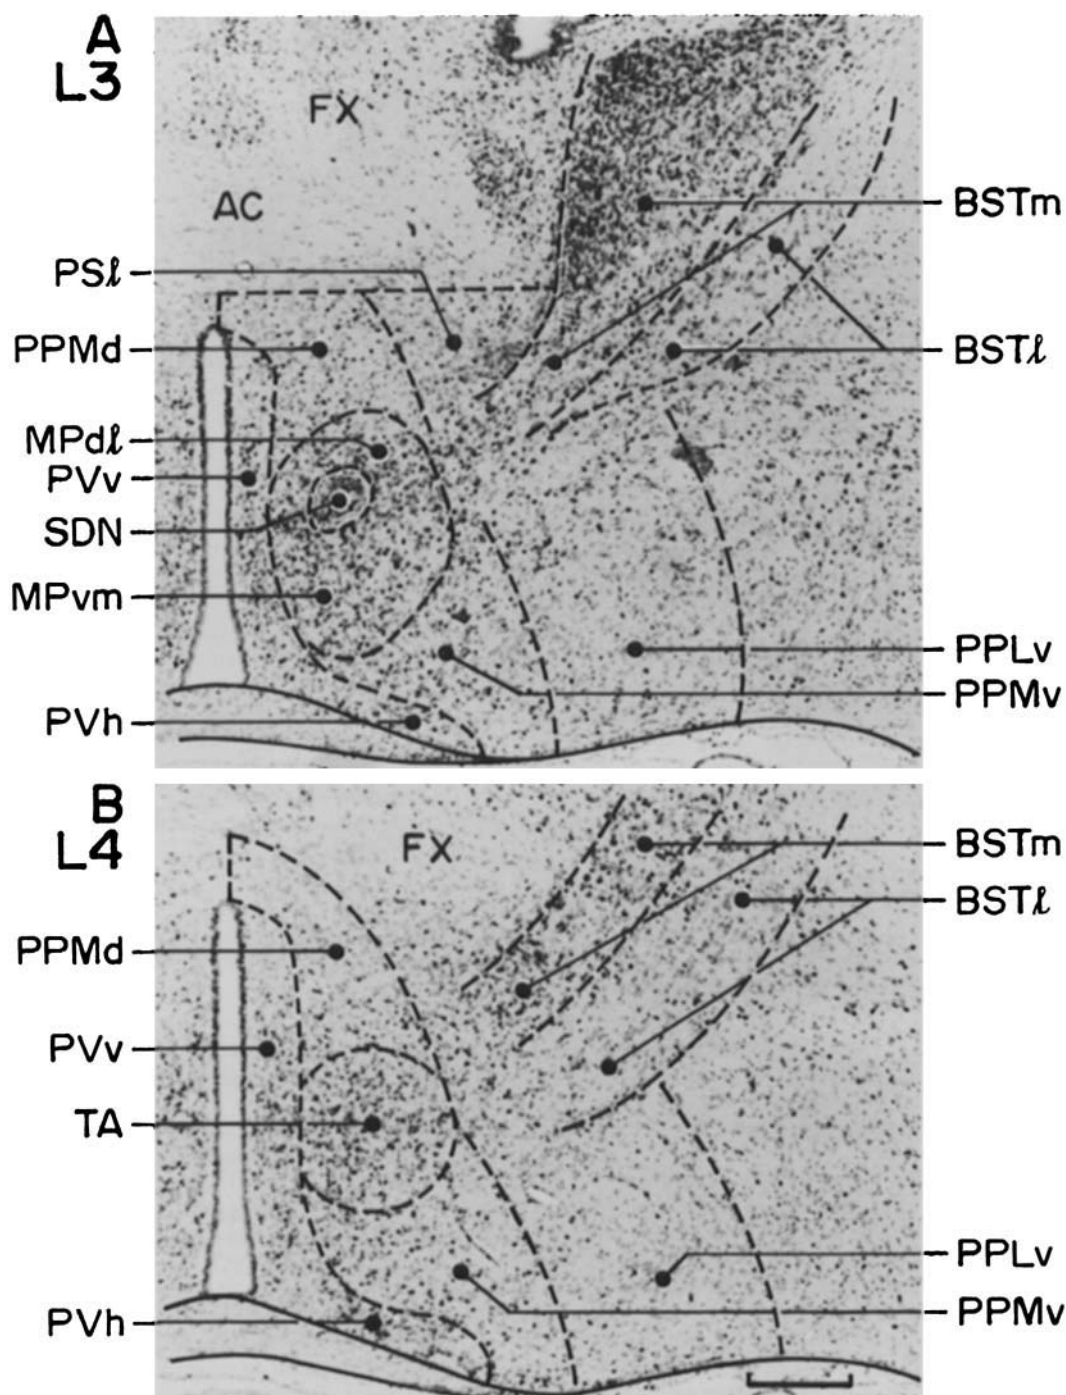 A
L3
FX
AC
BSTm
PSℓ
PPMd
BSTℓ
MPdℓ
PVv
SDN
MPvm
PPLv
PPMv
PVh
B
L4
FX
BSTm
BSTℓ
PPMd
PVv
TA
PPLv
PPMv
PVh